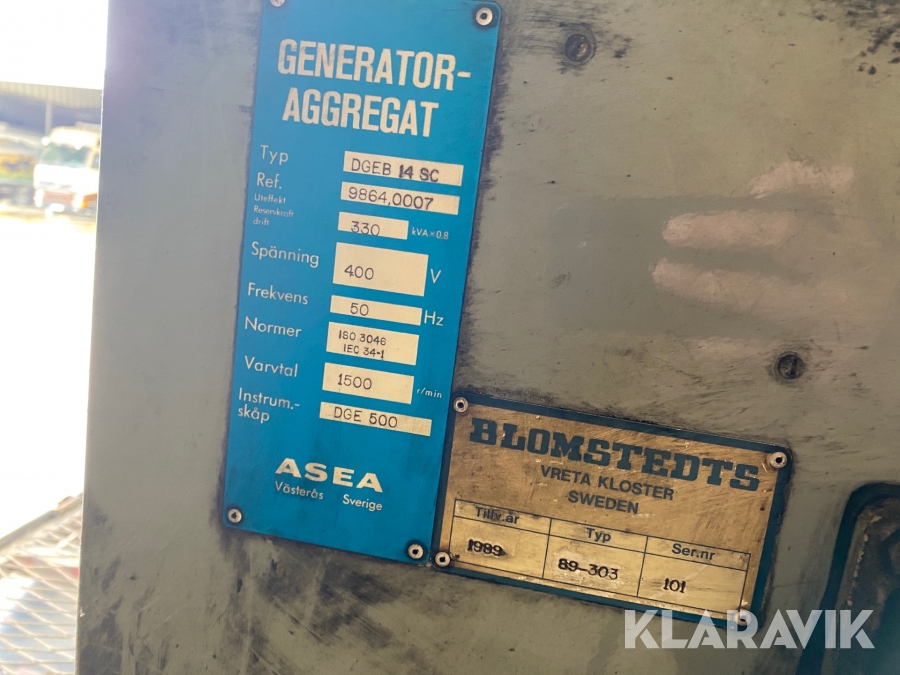 GENERATOR-
AGGREGAT
Typ DGEB 14 SC
Ref. 9864,0007
Uteffekt
Reservkraft
drift 330 kVA×0.8
Spänning 400 V
Frekvens 50 Hz
Normer ISO 3046
IEC 34-1
Varvtal 1500 r/min
Instrum.-
skåp DGE 500
ASEA
Västerås Sverige
BLOMSTEDTS
VRETA KLOSTER
SWEDEN
Tillv.år Typ Ser.nr
1989 89-303 101
KLARAVIK